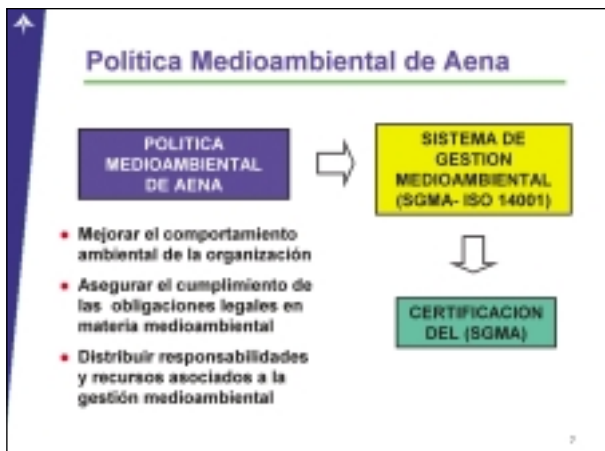 Política Medioambiental de Aena
POLITICA
MEDIOAMBIENTAL
DE AENA
SISTEMA DE
GESTION
MEDIOAMBIENTAL
(SGMA- ISO 14001)
• Mejorar el comportamiento
ambiental de la organización
• Asegurar el cumplimiento de
las obligaciones legales en
materia medioambiental
• Distribuir responsabilidades
y recursos asociados a la
gestión medioambiental
CERTIFICACION
DEL (SGMA)
7